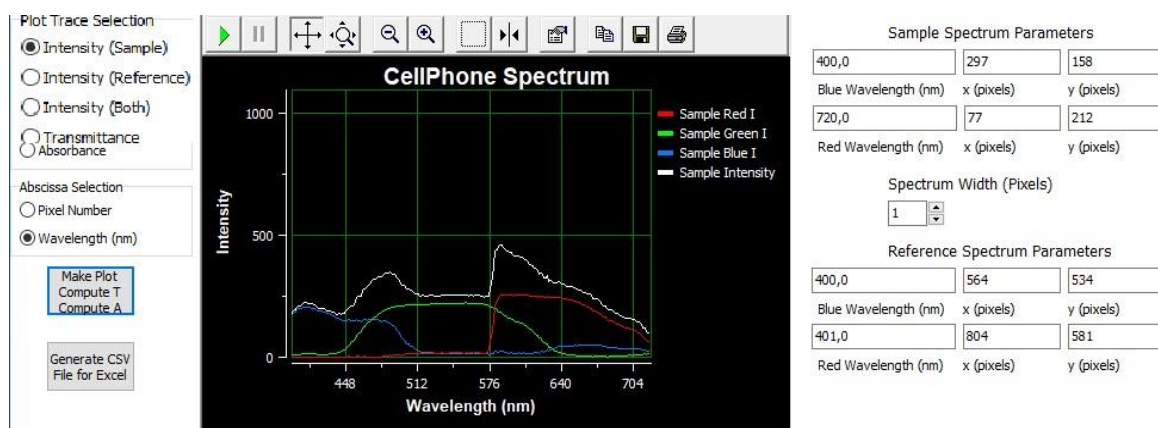 Plot Trace Selection
Intensity (Sample)
Intensity (Reference)
Intensity (Both)
Transmittance
Absorbance
Abscissa Selection
Pixel Number
Wavelength (nm)
Make Plot
Compute T
Compute A
Generate CSV
File for Excel
CellPhone Spectrum
1000
500
0
Intensity
448 512 576 640 704
Wavelength (nm)
Sample Red I
Sample Green I
Sample Blue I
Sample Intensity
Sample Spectrum Parameters
400,0 297 158
Blue Wavelength (nm) x (pixels) y (pixels)
720,0 77 212
Red Wavelength (nm) x (pixels) y (pixels)
Spectrum Width (Pixels)
1
Reference Spectrum Parameters
400,0 564 534
Blue Wavelength (nm) x (pixels) y (pixels)
401,0 804 581
Red Wavelength (nm) x (pixels) y (pixels)